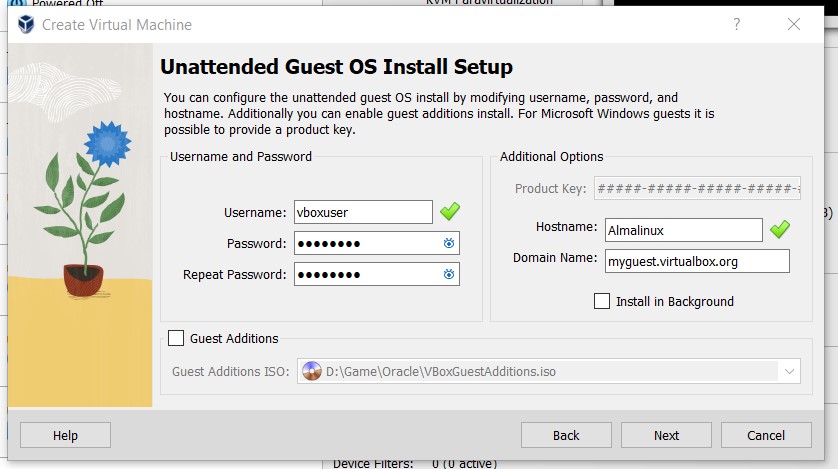 Powered Off
KVM Paravirtualization
Create Virtual Machine
?
Unattended Guest OS Install Setup
You can configure the unattended guest OS install by modifying username, password, and
hostname. Additionally you can enable guest additions install. For Microsoft Windows guests it is
possible to provide a product key.
Username and Password
Username: vboxuser
Password: ●●●●●●●●
Repeat Password: ●●●●●●●●
Additional Options
Product Key: #####-#####-#####-#####-#
Hostname: Almalinux
Domain Name: myguest.virtualbox.org
Install in Background
3)
Guest Additions
Guest Additions ISO: D:\Game\Oracle\VBoxGuestAdditions.iso
Help
Back
Next
Cancel
Device Filters: 0 (0 active)